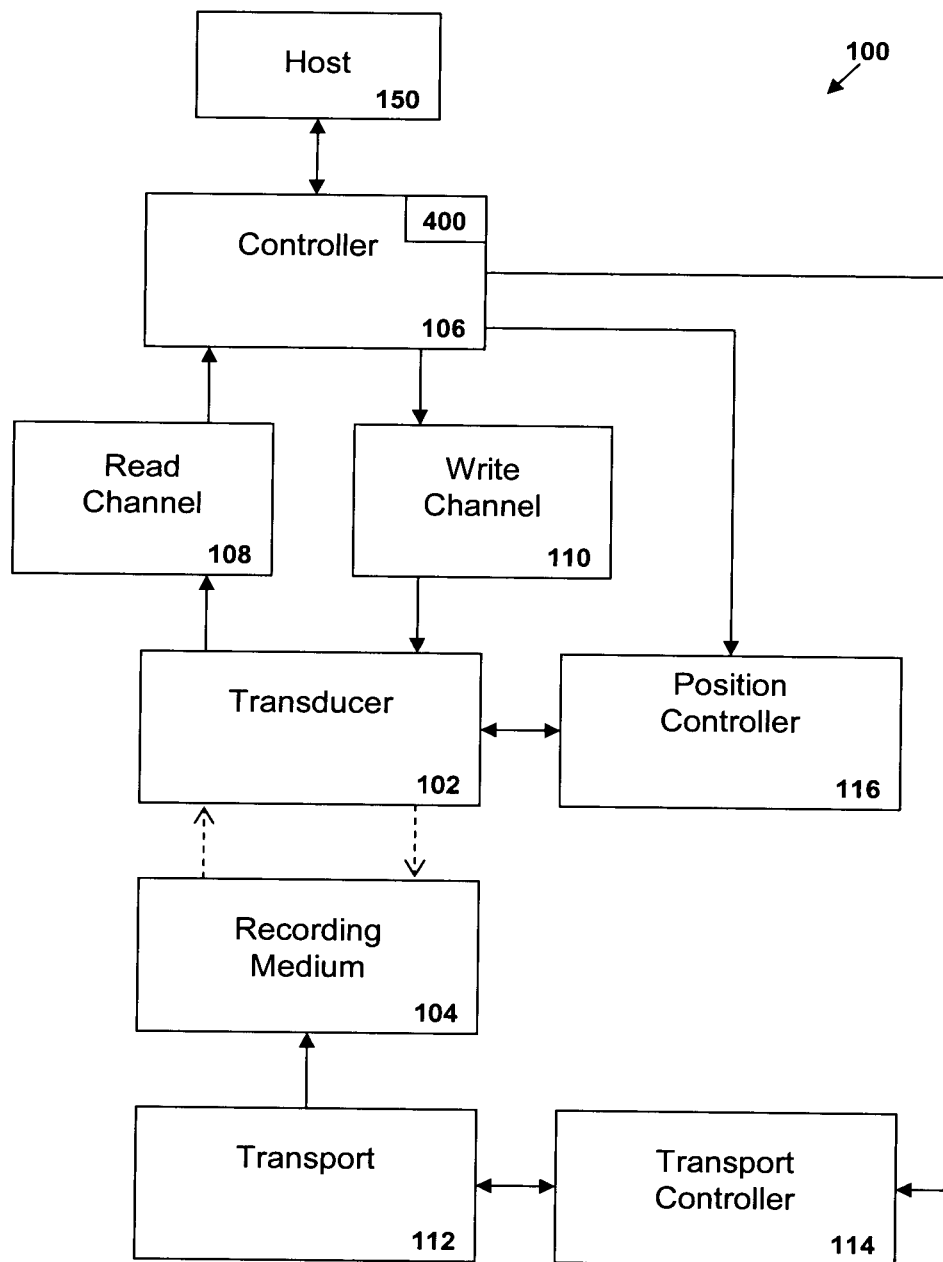 Host
150
100
400
Controller
106
Read
Channel
108
Write
Channel
110
Transducer
102
Position
Controller
116
Recording
Medium
104
Transport
112
Transport
Controller
114